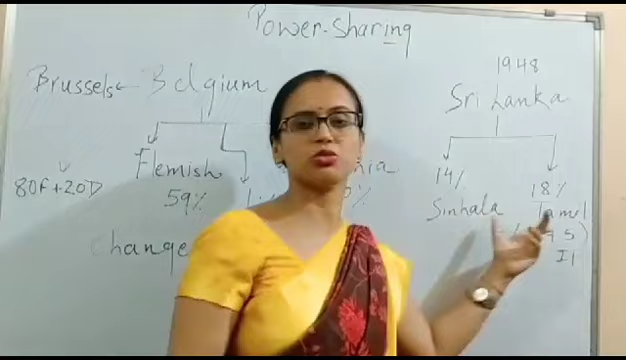 Power-Sharing
Brussels ← Belgium
1948
Sri Lanka
Flemish
59%
80F+20D
14%
Sinhala
18%
Tamil
change